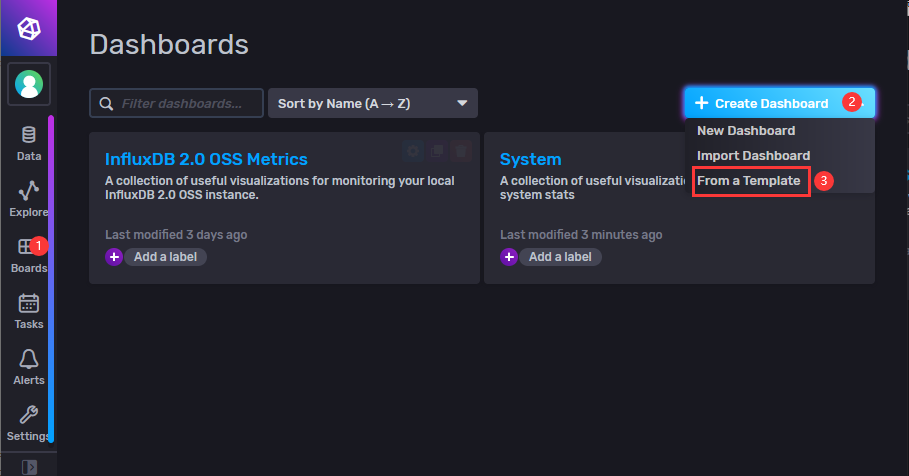 Dashboards
Filter dashboards...
Sort by Name (A → Z)
+ Create Dashboard
2
New Dashboard
Import Dashboard
From a Template
3
Data
Explore
1
Boards
Tasks
Alerts
Settings
InfluxDB 2.0 OSS Metrics
A collection of useful visualizations for monitoring your local
InfluxDB 2.0 OSS instance.
Last modified 3 days ago
+ Add a label
System
A collection of useful visualizati
system stats
Last modified 3 minutes ago
+ Add a label